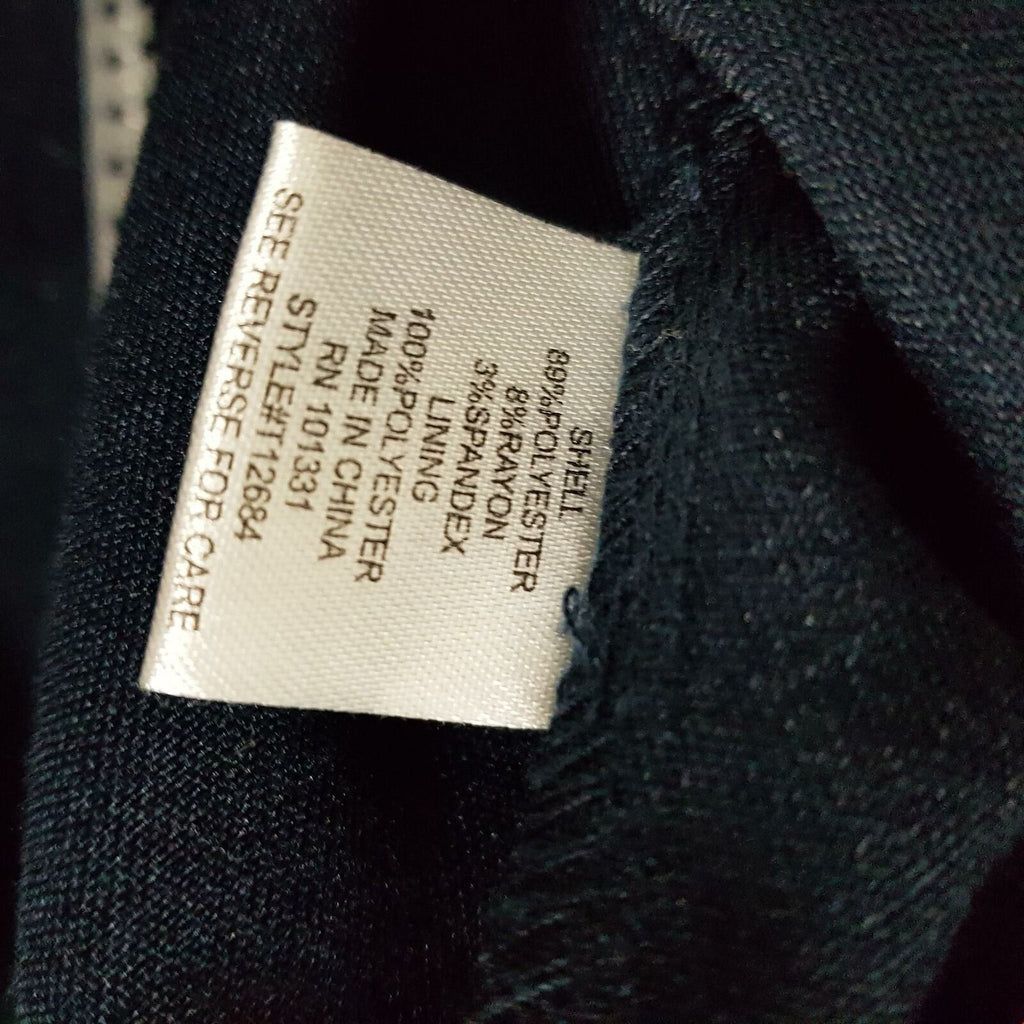 SHELL
89%POLYESTER
8%RAYON
3%SPANDEX
LINING
100%POLYESTER
MADE IN CHINA
RN 101331
STYLE#T12684
SEE REVERSE FOR CARE